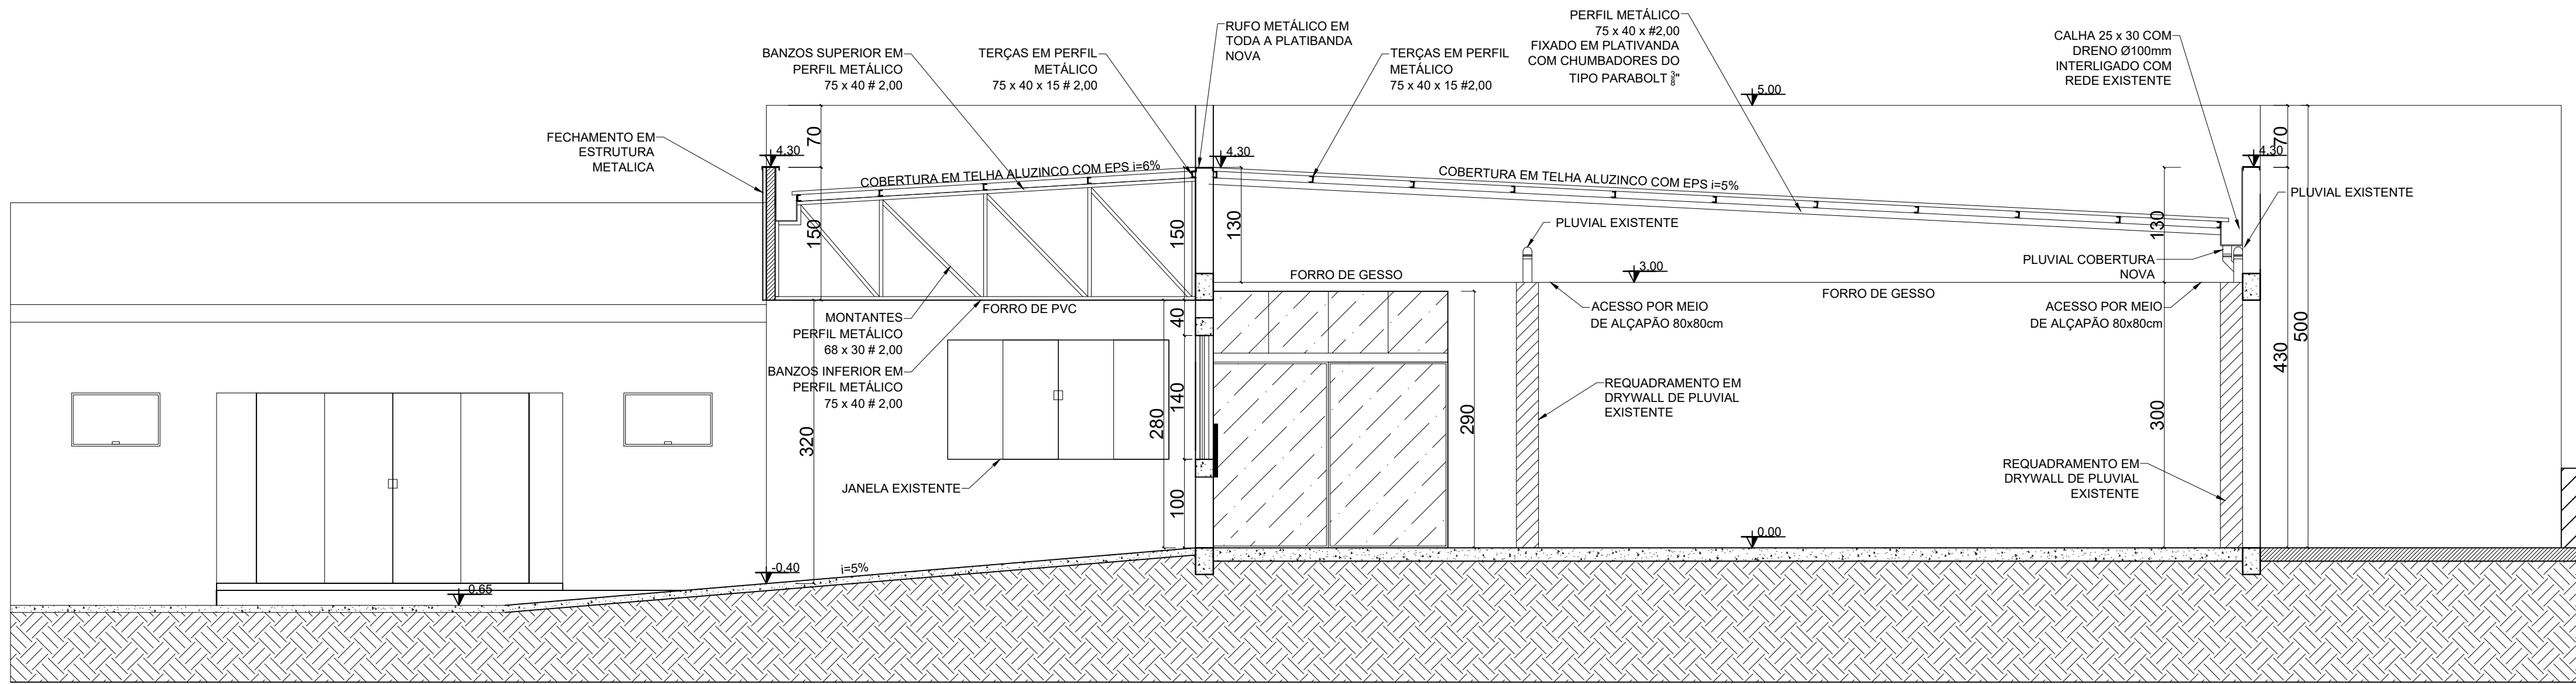 BANZOS SUPERIOR EM
PERFIL METÁLICO
75 x 40 # 2,00
TERÇAS EM PERFIL
METÁLICO
75 x 40 x 15 # 2,00
RUFO METÁLICO EM
TODA A PLATIBANDA
NOVA
TERÇAS EM PERFIL
METÁLICO
75 x 40 x 15 #2,00
PERFIL METÁLICO
75 x 40 x #2,00
FIXADO EM PLATIVANDA
COM CHUMBADORES DO
TIPO PARABOLT 3/8"
CALHA 25 x 30 COM
DRENO Ø100mm
INTERLIGADO COM
REDE EXISTENTE
5.00
FECHAMENTO EM
ESTRUTURA
METALICA
70
4.30
4.30
70
4.30
COBERTURA EM TELHA ALUZINCO COM EPS i=6%
COBERTURA EM TELHA ALUZINCO COM EPS i=5%
PLUVIAL EXISTENTE
150
150
130
PLUVIAL EXISTENTE
130
PLUVIAL COBERTURA
NOVA
FORRO DE GESSO
3.00
FORRO DE GESSO
FORRO DE PVC
ACESSO POR MEIO
DE ALÇAPÃO 80x80cm
ACESSO POR MEIO
DE ALÇAPÃO 80x80cm
MONTANTES
PERFIL METÁLICO
68 x 30 # 2,00
40
500
430
BANZOS INFERIOR EM
PERFIL METÁLICO
75 x 40 # 2,00
REQUADRAMENTO EM
DRYWALL DE PLUVIAL
EXISTENTE
320
280
140
290
300
JANELA EXISTENTE
100
REQUADRAMENTO EM
DRYWALL DE PLUVIAL
EXISTENTE
0.00
-0.40
i=5%
-0.65